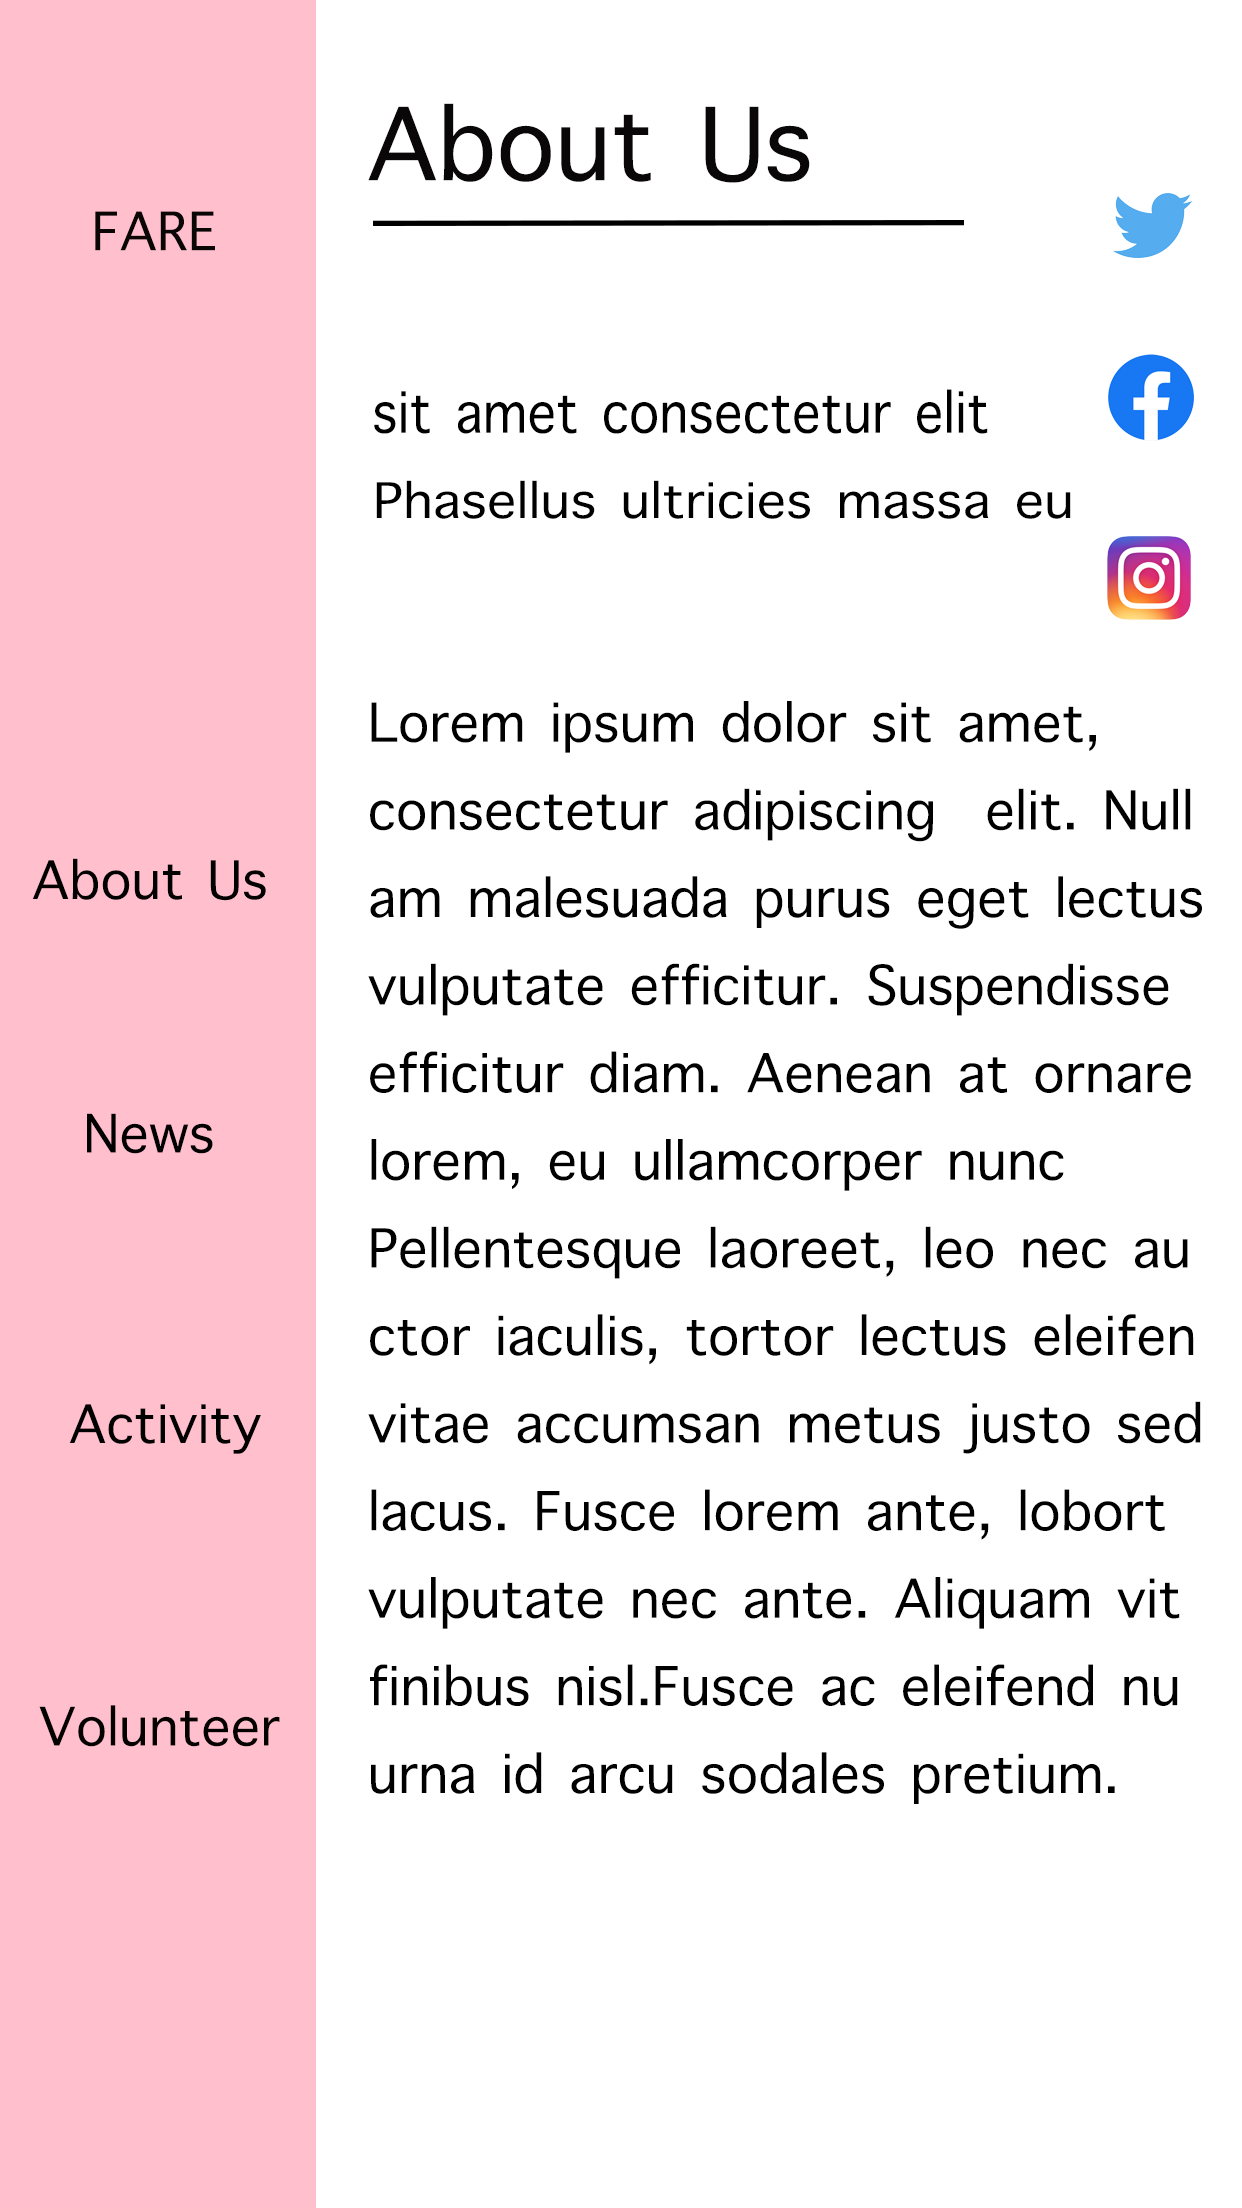 FARE
About Us
News
Activity
Volunteer
About Us
sit amet consectetur elit
Phasellus ultricies massa eu
Lorem ipsum dolor sit amet,
consectetur adipiscing elit. Null
am malesuada purus eget lectus
vulputate efficitur. Suspendisse
efficitur diam. Aenean at ornare
lorem, eu ullamcorper nunc
Pellentesque laoreet, leo nec au
ctor iaculis, tortor lectus eleifen
vitae accumsan metus justo sed
lacus. Fusce lorem ante, lobort
vulputate nec ante. Aliquam vit
finibus nisl.Fusce ac eleifend nu
urna id arcu sodales pretium.